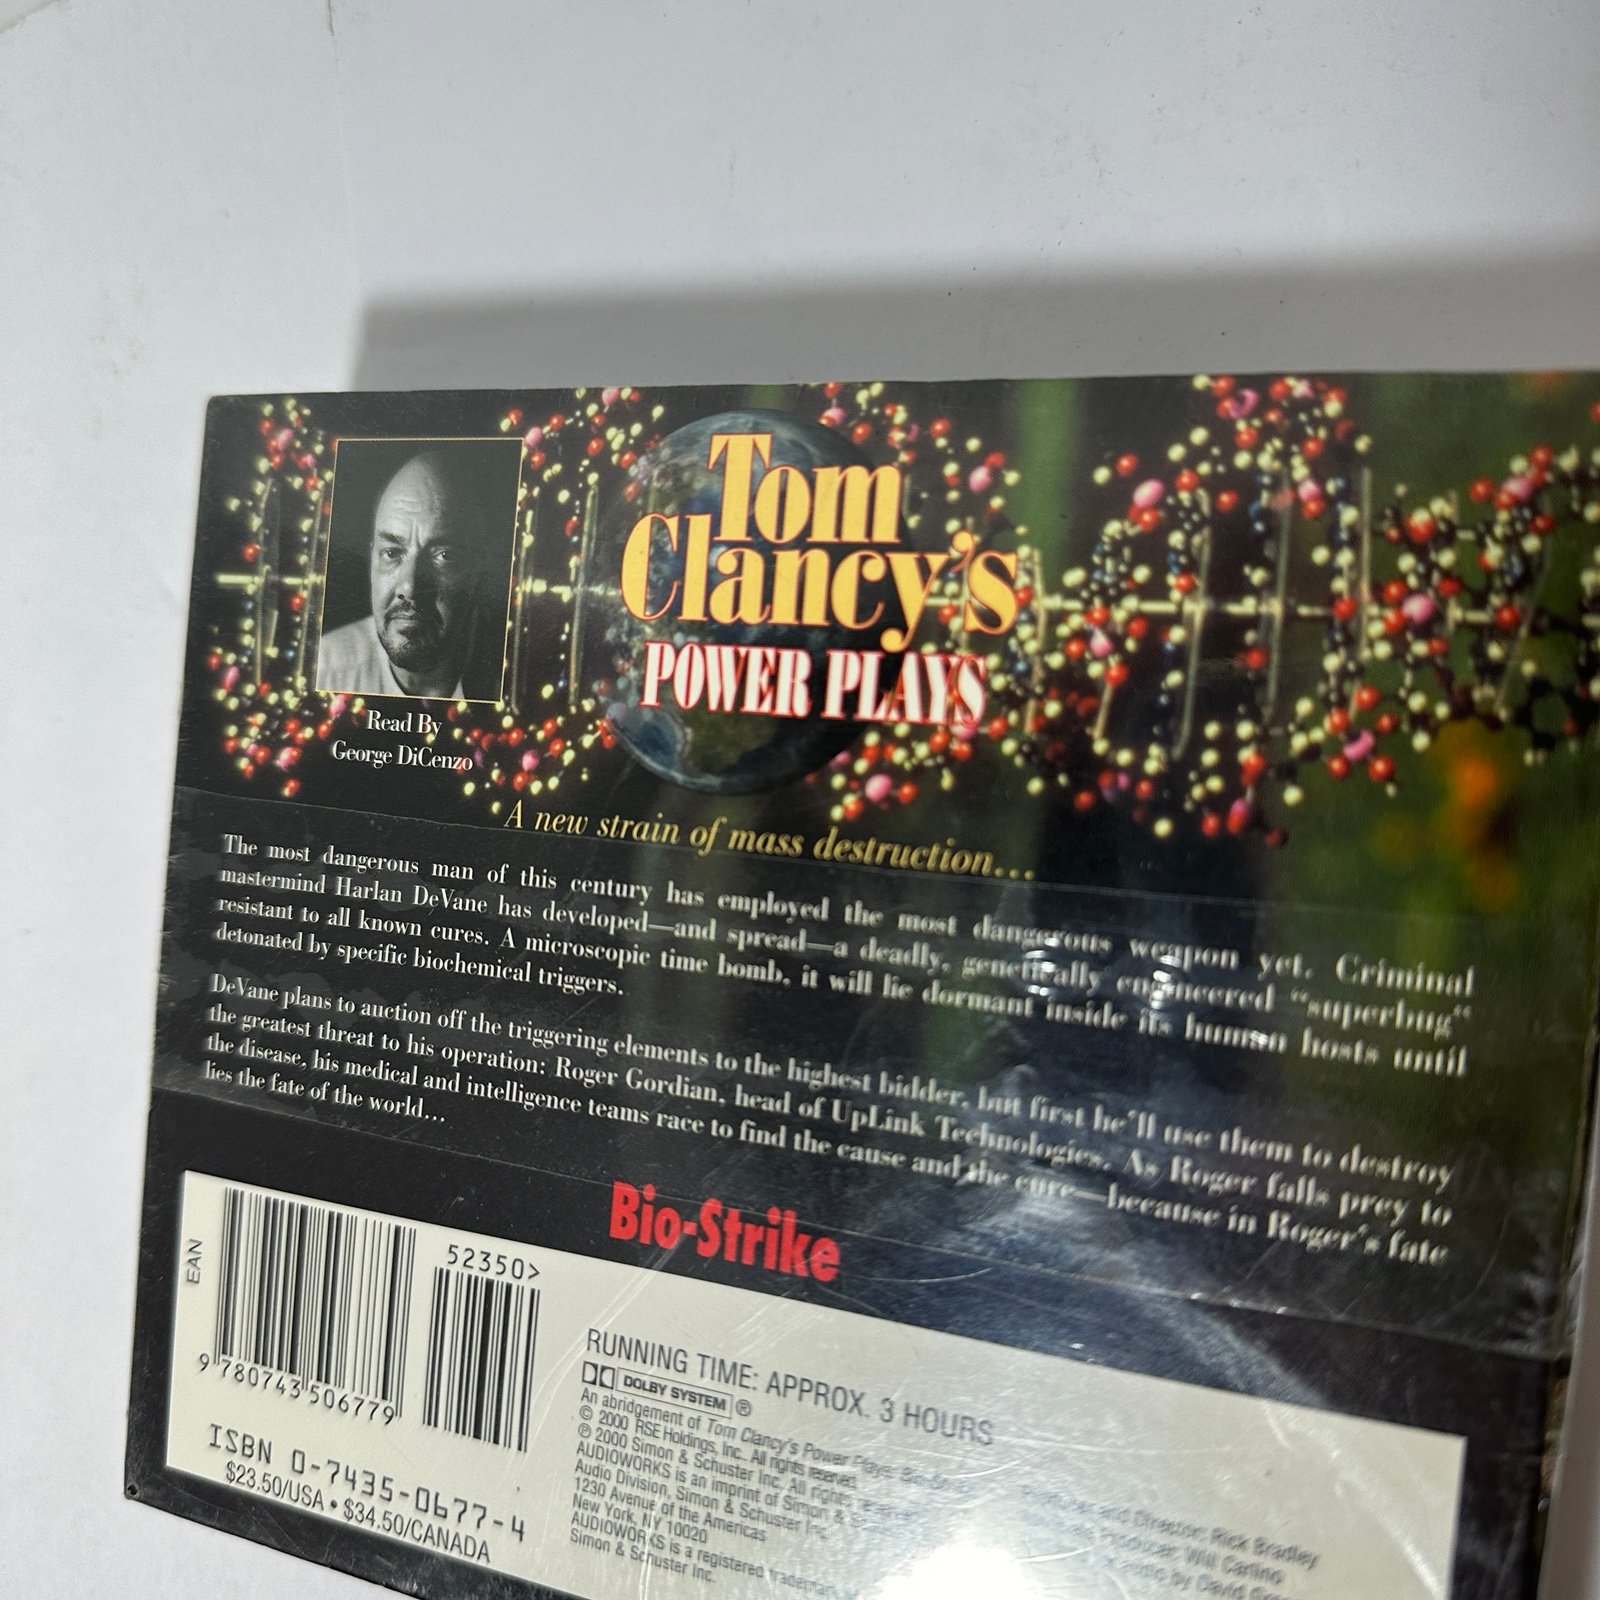 Tom
Clancy's
POWER PLAYS
Read By
George DiCenzo
A new strain of mass destruction...
The most dangerous man of this century has employed the most dangerous weapon yet. Criminal
mastermind Harlan DeVane has developed—and spread—a deadly, genetically engineered “superbug“
resistant to all known cures. A microscopic time bomb, it will lie dormant inside its human hosts until
detonated by specific biochemical triggers.
DeVane plans to auction off the triggering elements to the highest bidder, but first he'll use them to destroy
the greatest threat to his operation: Roger Gordian, head of UpLink Technologies. As Roger falls prey to
the disease, his medical and intelligence teams race to find the cause and the cure—because in Roger's fate
lies the fate of the world...
Bio-Strike
EAN
52350>
9 780743 506779
ISBN 0-7435-0677-4
$23.50/USA • $34.50/CANADA
RUNNING TIME: APPROX. 3 HOURS
DOLBY SYSTEM ®
An abridgement of Tom Clancy's Power Plays: Bio-Strike
© 2000 RSE Holdings, Inc. All rights reserved.
℗ 2000 Simon & Schuster Inc. All rights reserved.
AUDIOWORKS is an imprint of Simon & Schuster
Audio Division, Simon & Schuster Inc.
1230 Avenue of the Americas
New York, NY 10020
AUDIOWORKS is a registered trademark
Simon & Schuster Inc.
and Director: Rick Bradley
Producer: Will Carlino
by David